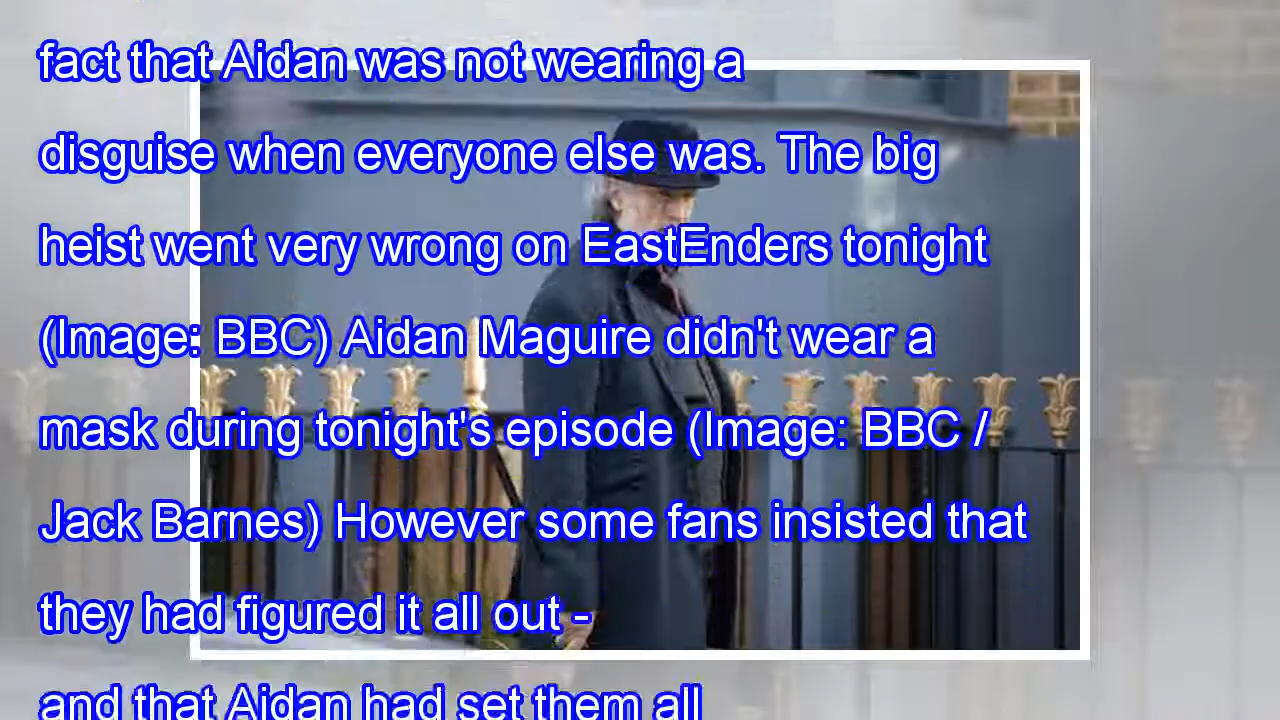 fact that Aidan was not wearing a
disguise when everyone else was. The big
heist went very wrong on EastEnders tonight
(Image: BBC) Aidan Maguire didn't wear a
mask during tonight's episode (Image: BBC /
Jack Barnes) However some fans insisted that
they had figured it all out -
and that Aidan had set them all